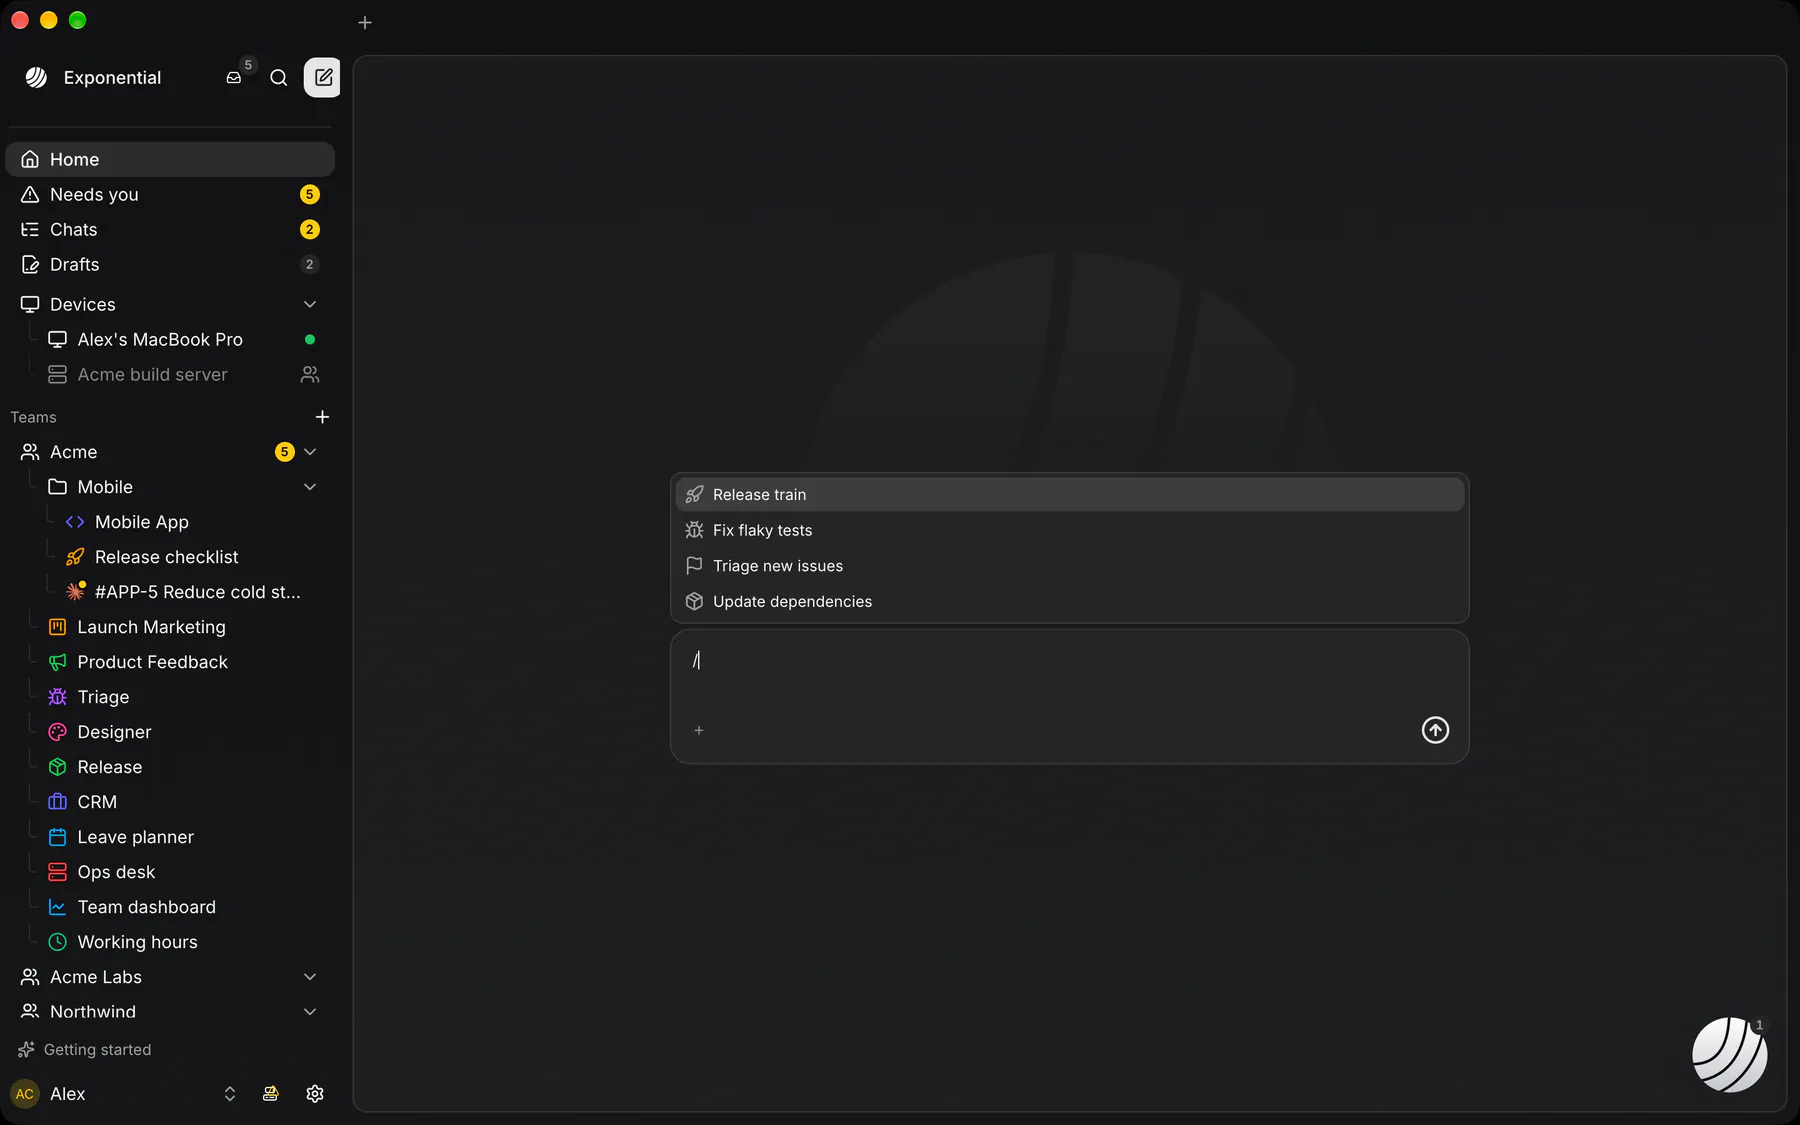 Exponential
5
Home
Needs you
5
Chats
2
Drafts
2
Devices
Alex's MacBook Pro
Acme build server
Teams
Acme
5
Mobile
Mobile App
Release checklist
#APP-5 Reduce cold st...
Launch Marketing
Product Feedback
Triage
Designer
Release
CRM
Leave planner
Ops desk
Team dashboard
Working hours
Acme Labs
Northwind
Getting started
AC
Alex
Release train
Fix flaky tests
Triage new issues
Update dependencies
/
1